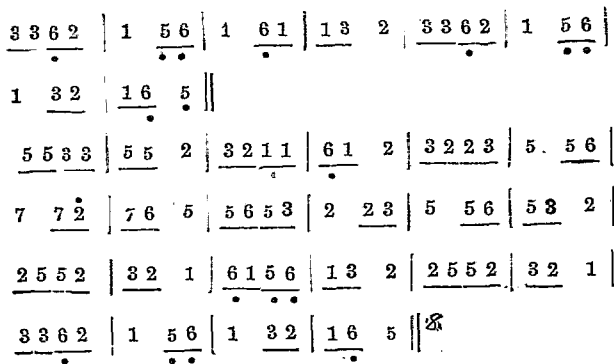 3 3 6̣ 2 | 1 5̣ 6̣ | 1 6̣ 1 | 1 3 2 | 3 3 6̣ 2 | 1 5̣ 6̣ |
1 3 2 | 1 6̣ 5̣ ‖
5 5 3 3 | 5 5 2 | 3 2 1 1 | 6̣ 1 2 | 3 2 2 3 | 5. 5 6 |
7 7 2̇ | 7 6 5 | 5 6 5 3 | 2 2 3 | 5 5 6 | 5 3 2 |
2 5 5 2 | 3 2 1 | 6̣ 1 5̣ 6̣ | 1 3 2 | 2 5 5 2 | 3 2 1 |
3 3 6̣ 2 | 1 5̣ 6̣ | 1 3 2 | 1 6̣ 5 ‖